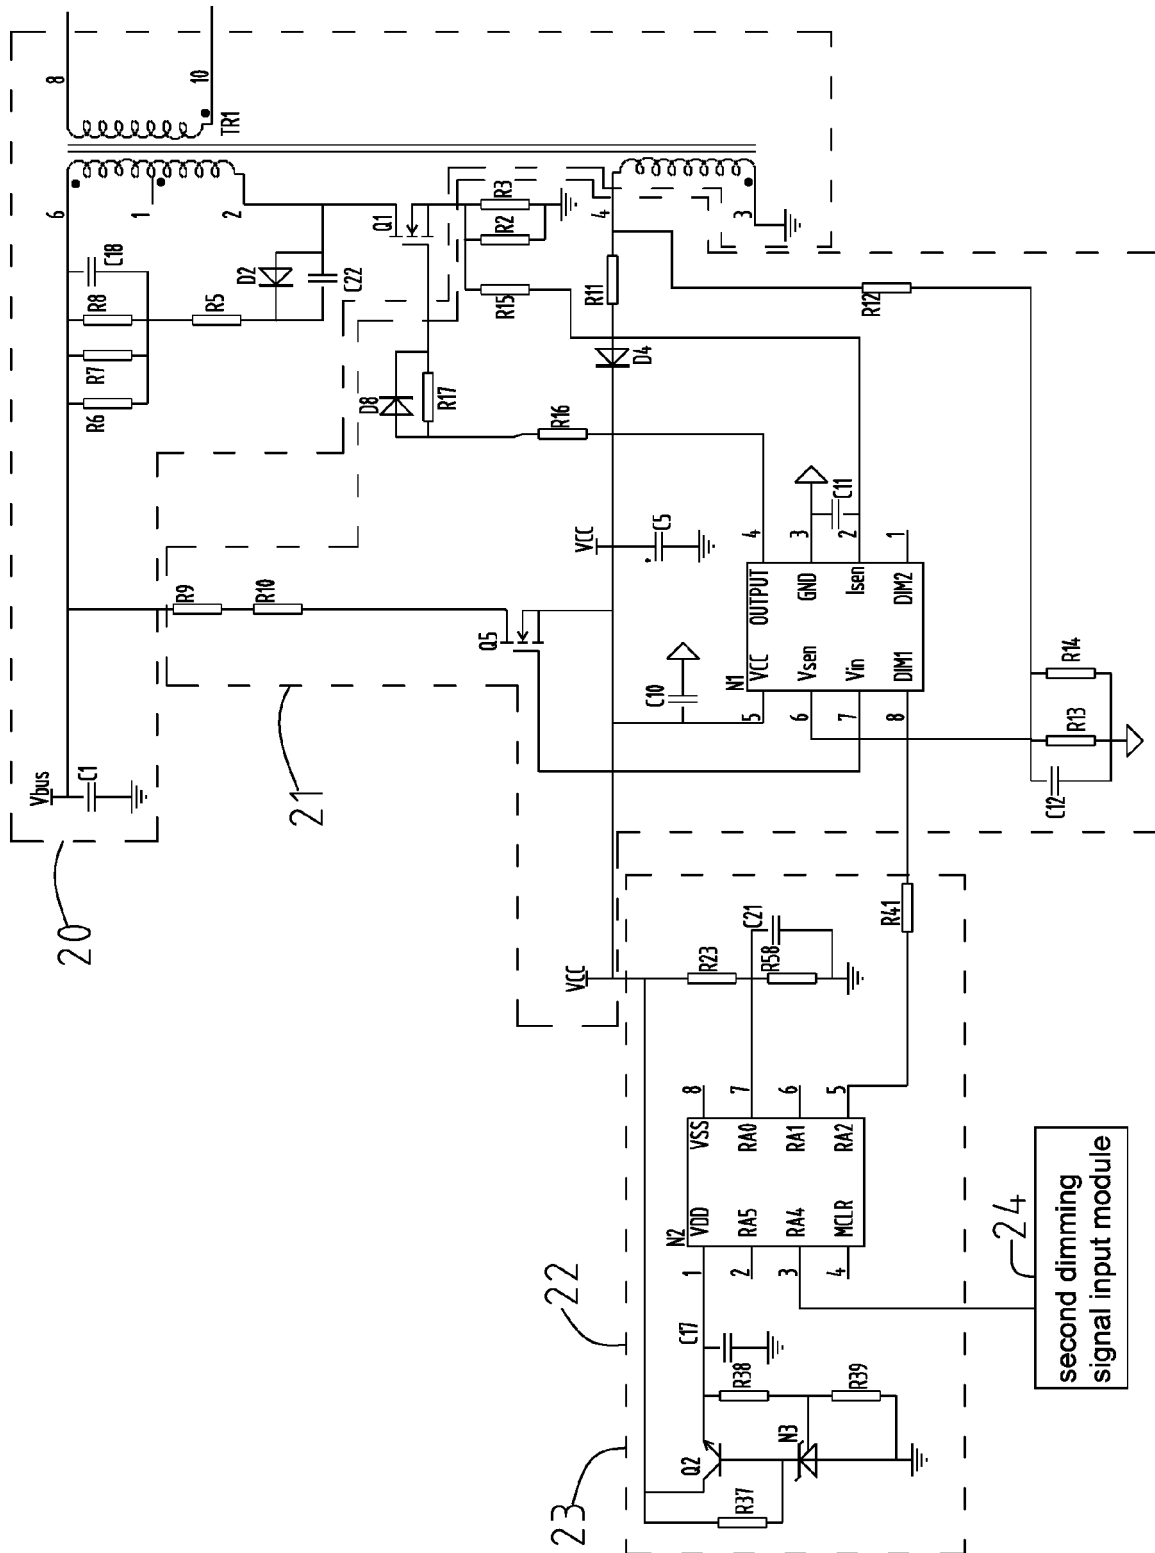 8
10
TR1
6
1
2
4
3
C18
R8
R7
R6
R5
D2
C22
Q1
R3
R2
R15
R11
R12
D4
D8
R17
R16
R9
R10
Q5
VCC
C5
C10
C11
Vbus
C1
20
21
N1
VCC
OUTPUT
Vsen
GND
Vin
Isen
DIM1
DIM2
5
4
6
3
7
2
8
1
R14
R13
C12
VCC
R23
R58
C21
R41
N2
VDD
VSS
RA5
RA0
RA4
RA1
MCLR
RA2
1
8
2
7
3
6
4
5
22
23
C17
R38
R39
Q2
N3
R37
24
second dimming
signal input module